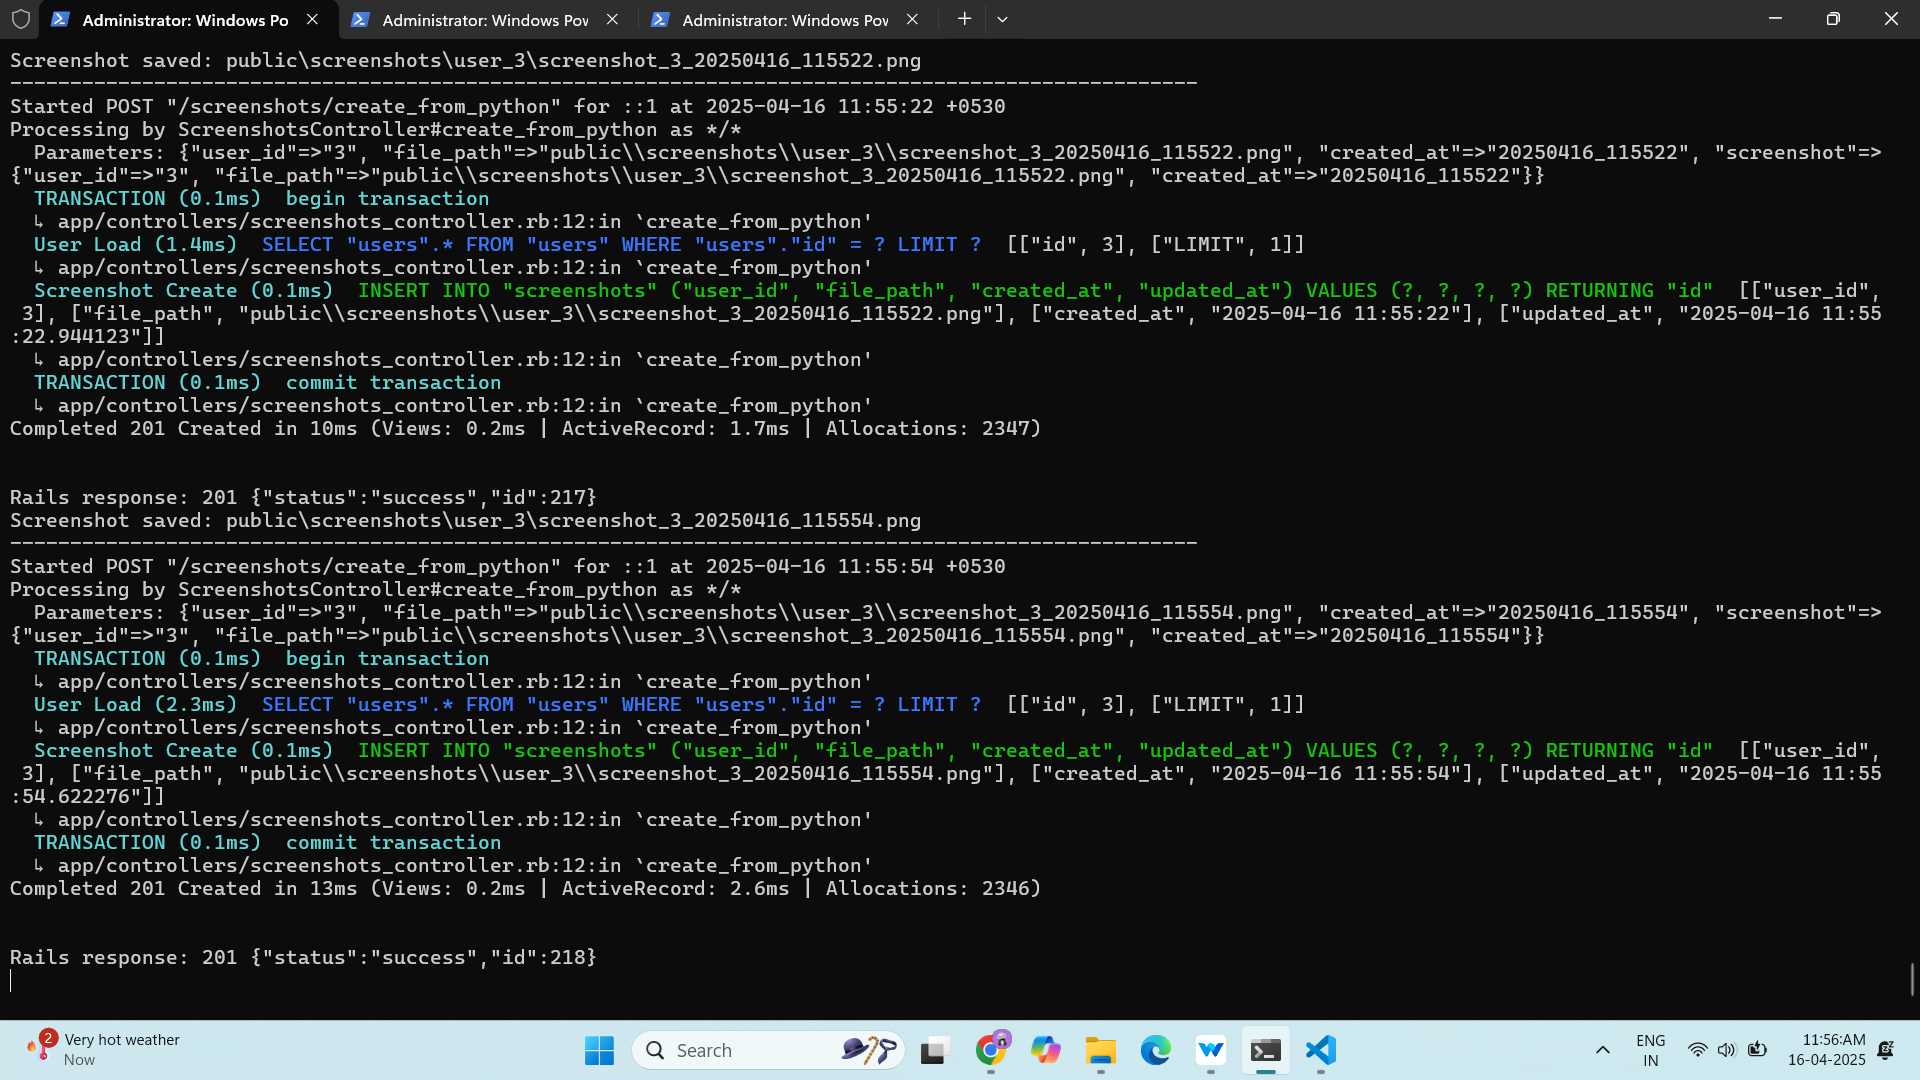 Administrator: Windows Po
Administrator: Windows Pov
Administrator: Windows Pov
Screenshot saved: public\screenshots\user_3\screenshot_3_20250416_115522.png
---------------------------------------------------------------------------------------------------
Started POST "/screenshots/create_from_python" for ::1 at 2025-04-16 11:55:22 +0530
Processing by ScreenshotsController#create_from_python as */*
  Parameters: {"user_id"=>"3", "file_path"=>"public\\screenshots\\user_3\\screenshot_3_20250416_115522.png", "created_at"=>"20250416_115522", "screenshot"=>
{"user_id"=>"3", "file_path"=>"public\\screenshots\\user_3\\screenshot_3_20250416_115522.png", "created_at"=>"20250416_115522"}}
  TRANSACTION (0.1ms)  begin transaction
  ↳ app/controllers/screenshots_controller.rb:12:in `create_from_python'
  User Load (1.4ms)  SELECT "users".* FROM "users" WHERE "users"."id" = ? LIMIT ?  [["id", 3], ["LIMIT", 1]]
  ↳ app/controllers/screenshots_controller.rb:12:in `create_from_python'
  Screenshot Create (0.1ms)  INSERT INTO "screenshots" ("user_id", "file_path", "created_at", "updated_at") VALUES (?, ?, ?, ?) RETURNING "id"  [["user_id",
 3], ["file_path", "public\\screenshots\\user_3\\screenshot_3_20250416_115522.png"], ["created_at", "2025-04-16 11:55:22"], ["updated_at", "2025-04-16 11:55
:22.944123"]]
  ↳ app/controllers/screenshots_controller.rb:12:in `create_from_python'
  TRANSACTION (0.1ms)  commit transaction
  ↳ app/controllers/screenshots_controller.rb:12:in `create_from_python'
Completed 201 Created in 10ms (Views: 0.2ms | ActiveRecord: 1.7ms | Allocations: 2347)
Rails response: 201 {"status":"success","id":217}
Screenshot saved: public\screenshots\user_3\screenshot_3_20250416_115554.png
---------------------------------------------------------------------------------------------------
Started POST "/screenshots/create_from_python" for ::1 at 2025-04-16 11:55:54 +0530
Processing by ScreenshotsController#create_from_python as */*
  Parameters: {"user_id"=>"3", "file_path"=>"public\\screenshots\\user_3\\screenshot_3_20250416_115554.png", "created_at"=>"20250416_115554", "screenshot"=>
{"user_id"=>"3", "file_path"=>"public\\screenshots\\user_3\\screenshot_3_20250416_115554.png", "created_at"=>"20250416_115554"}}
  TRANSACTION (0.1ms)  begin transaction
  ↳ app/controllers/screenshots_controller.rb:12:in `create_from_python'
  User Load (2.3ms)  SELECT "users".* FROM "users" WHERE "users"."id" = ? LIMIT ?  [["id", 3], ["LIMIT", 1]]
  ↳ app/controllers/screenshots_controller.rb:12:in `create_from_python'
  Screenshot Create (0.1ms)  INSERT INTO "screenshots" ("user_id", "file_path", "created_at", "updated_at") VALUES (?, ?, ?, ?) RETURNING "id"  [["user_id",
 3], ["file_path", "public\\screenshots\\user_3\\screenshot_3_20250416_115554.png"], ["created_at", "2025-04-16 11:55:54"], ["updated_at", "2025-04-16 11:55
:54.622276"]]
  ↳ app/controllers/screenshots_controller.rb:12:in `create_from_python'
  TRANSACTION (0.1ms)  commit transaction
  ↳ app/controllers/screenshots_controller.rb:12:in `create_from_python'
Completed 201 Created in 13ms (Views: 0.2ms | ActiveRecord: 2.6ms | Allocations: 2346)
Rails response: 201 {"status":"success","id":218}
2
Very hot weather
Now
Search
ENG
IN
11:56:AM
16-04-2025